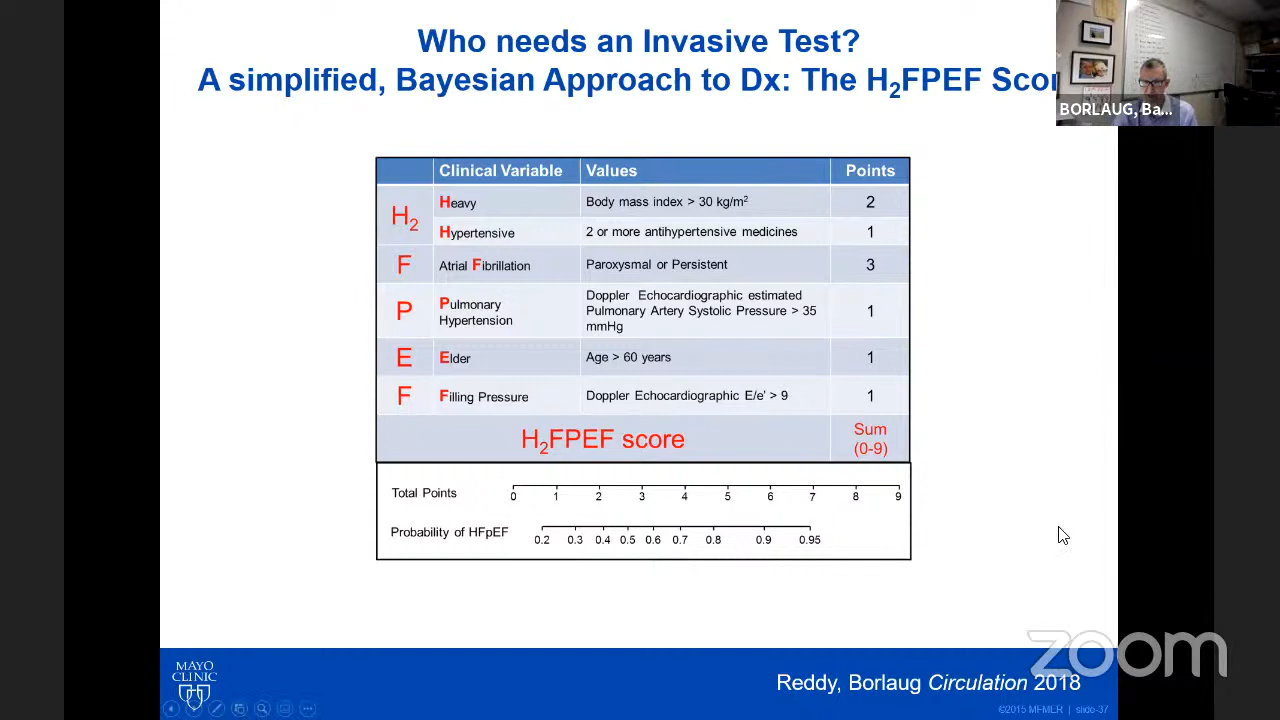 Who needs an Invasive Test?
A simplified, Bayesian Approach to Dx: The H₂FPEF Scor
BORLAUG, Ba...
Clinical Variable Values Points
H₂ Heavy Body mass index > 30 kg/m² 2
Hypertensive 2 or more antihypertensive medicines 1
F Atrial Fibrillation Paroxysmal or Persistent 3
P Pulmonary Hypertension Doppler Echocardiographic estimated
Pulmonary Artery Systolic Pressure > 35
mmHg 1
E Elder Age > 60 years 1
F Filling Pressure Doppler Echocardiographic E/e' > 9 1
H₂FPEF score Sum
(0-9)
Total Points 0 1 2 3 4 5 6 7 8 9
Probability of HFpEF 0.2 0.3 0.4 0.5 0.6 0.7 0.8 0.9 0.95
zoom
MAYO
CLINIC
Reddy, Borlaug Circulation 2018
©2015 MFMER | slide-37